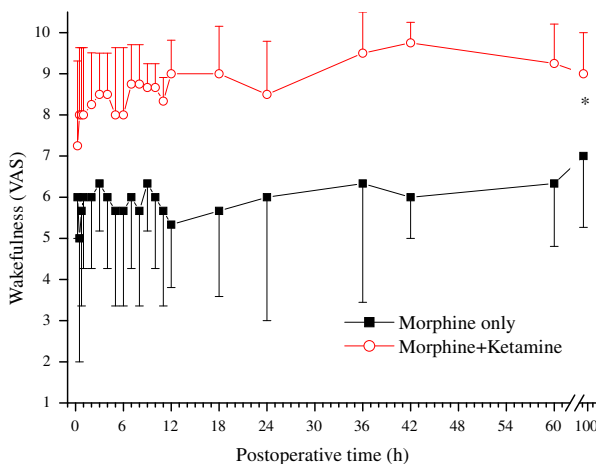 Wakefulness (VAS)
10
9
8
7
6
5
4
3
2
1
*
Morphine only
Morphine+Ketamine
0 6 12 18 24 30 36 42 48 54 60 100
Postoperative time (h)